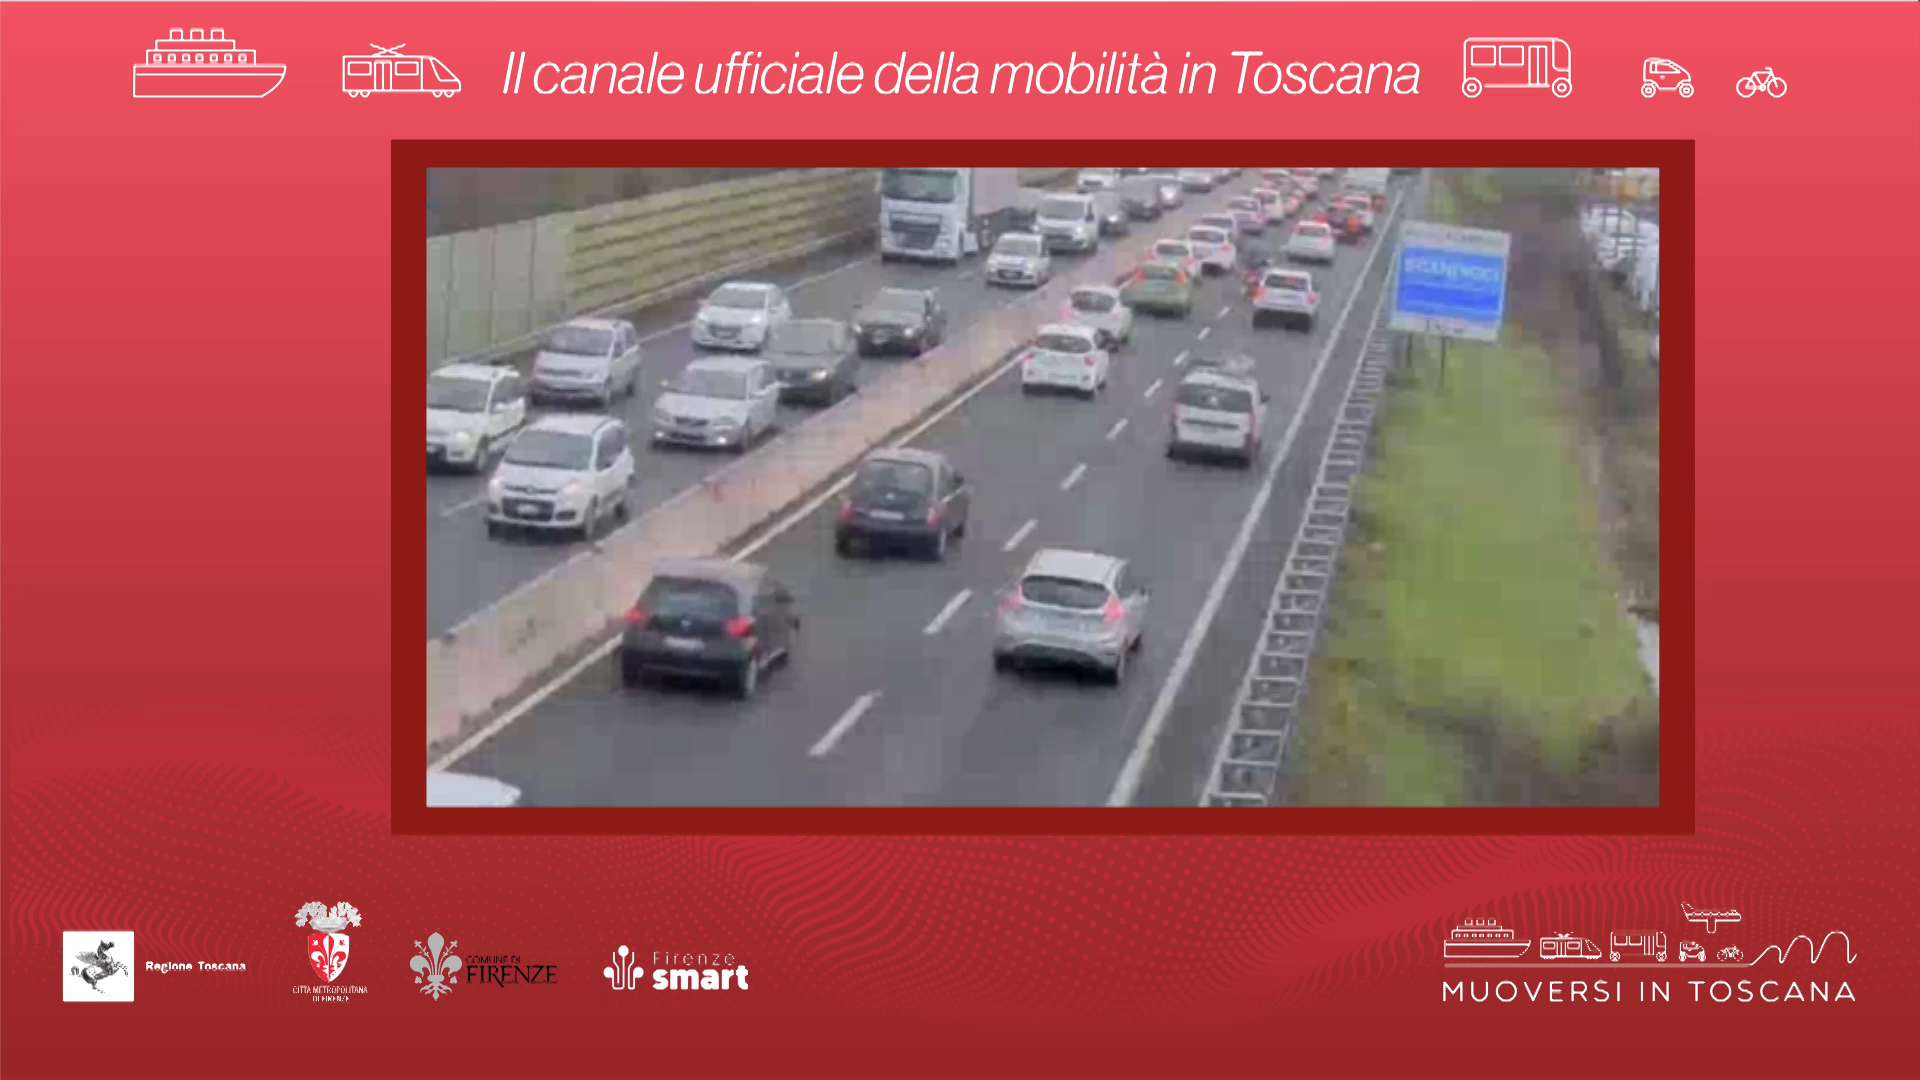 Il canale ufficiale della mobilità in Toscana
Regione Toscana
CITTÀ METROPOLITANA
DI FIRENZE
COMUNE DI
FIRENZE
Firenze
smart
MUOVERSI IN TOSCANA